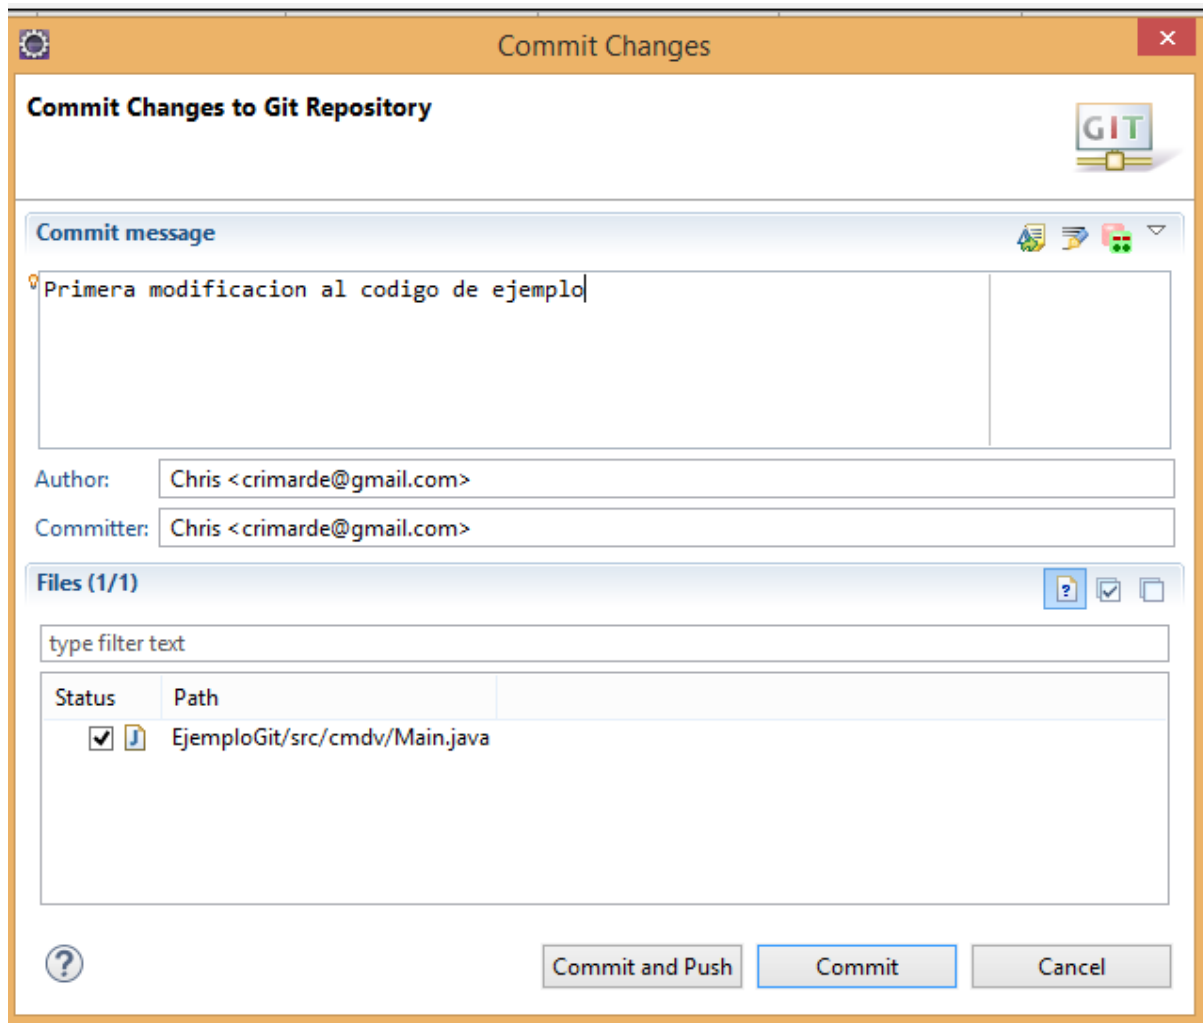 Commit Changes
Commit Changes to Git Repository
GIT
Commit message
Primera modificacion al codigo de ejemplo
Author: Chris <crimarde@gmail.com>
Committer: Chris <crimarde@gmail.com>
Files (1/1)
type filter text
Status Path
EjemploGit/src/cmdv/Main.java
Commit and Push Commit Cancel